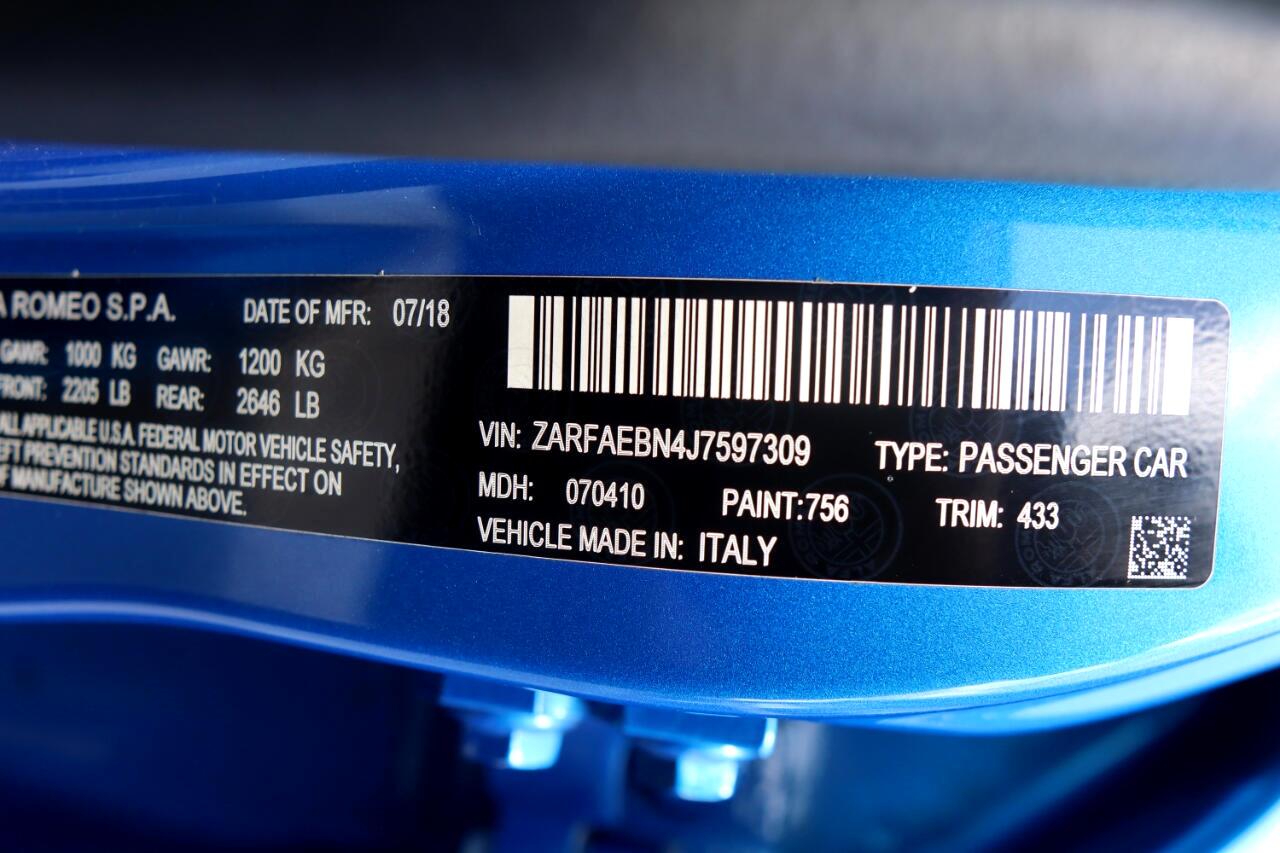 A ROMEO S.P.A. DATE OF MFR: 07/18
GAWR: 1000 KG GAWR: 1200 KG
FRONT: 2205 LB REAR: 2646 LB
ALL APPLICABLE U.S.A. FEDERAL MOTOR VEHICLE SAFETY,
EFT PREVENTION STANDARDS IN EFFECT ON
OF MANUFACTURE SHOWN ABOVE.
VIN: ZARFAEBN4J7597309 TYPE: PASSENGER CAR
MDH: 070410 PAINT:756 TRIM: 433
VEHICLE MADE IN: ITALY